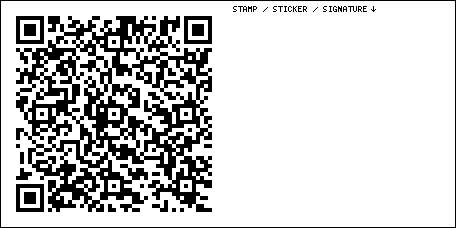 STAMP / STICKER / SIGNATURE ↓